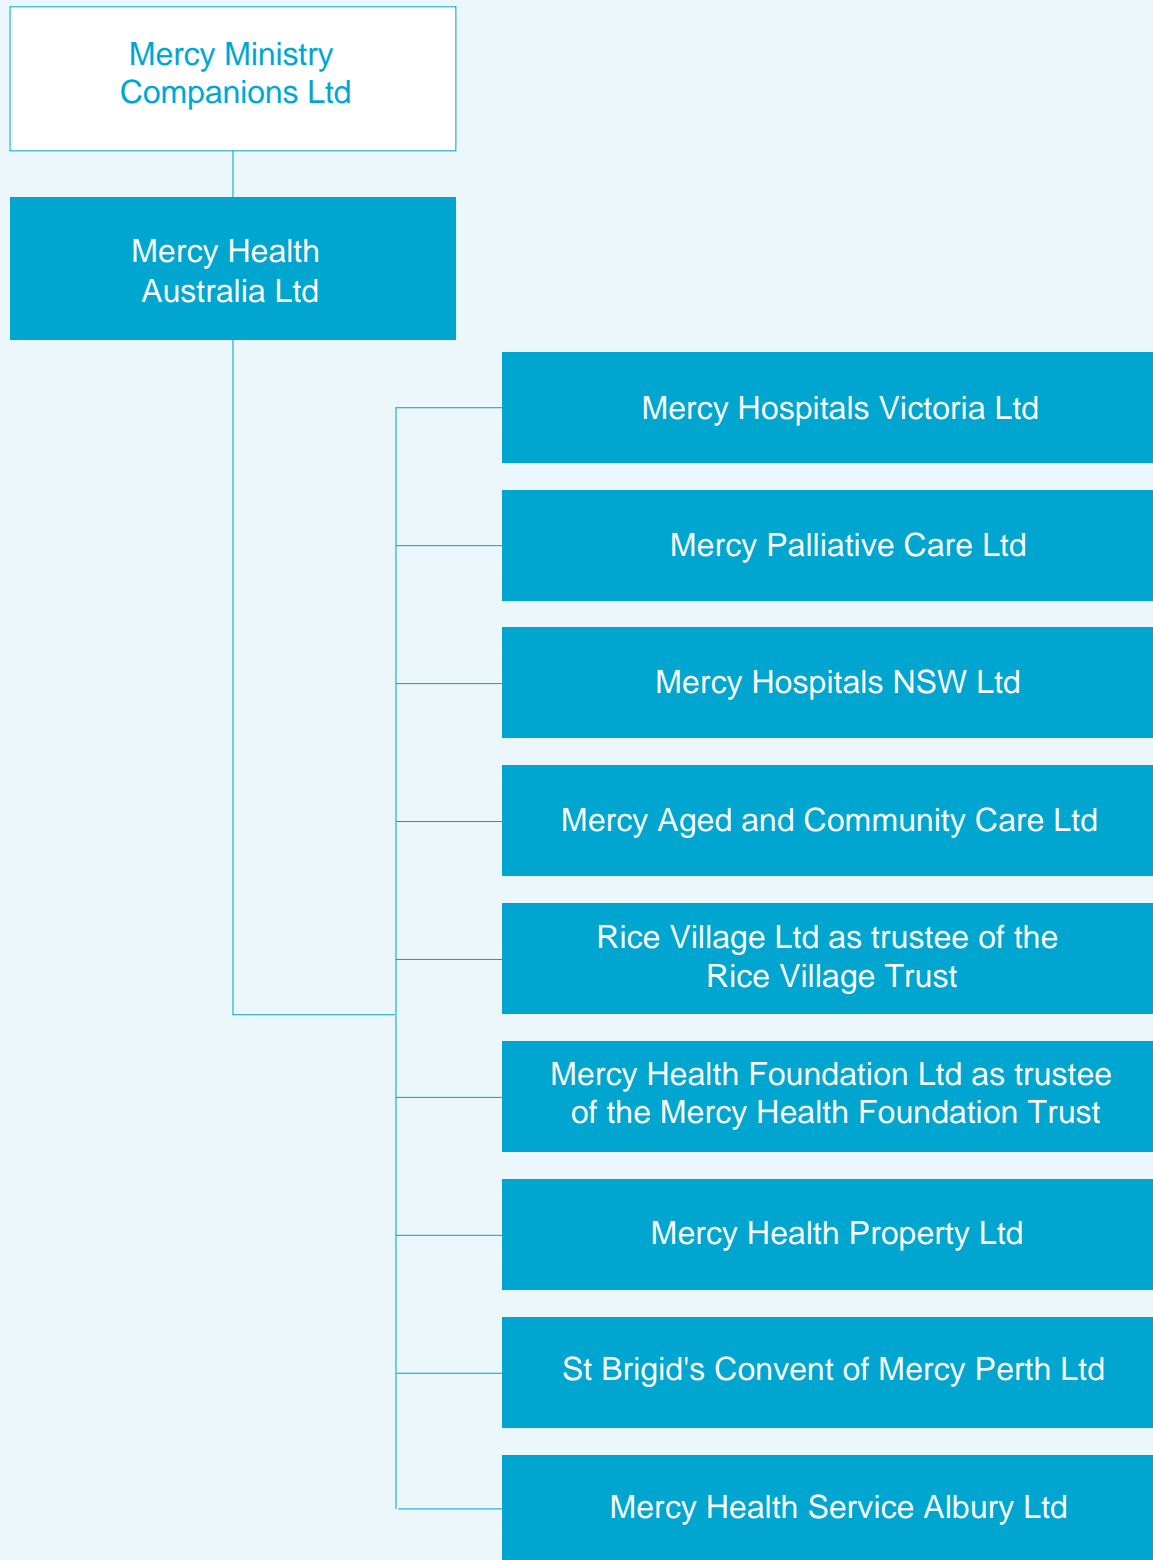 Mercy Ministry
Companions Ltd
Mercy Health
Australia Ltd
Mercy Hospitals Victoria Ltd
Mercy Palliative Care Ltd
Mercy Hospitals NSW Ltd
Mercy Aged and Community Care Ltd
Rice Village Ltd as trustee of the
Rice Village Trust
Mercy Health Foundation Ltd as trustee
of the Mercy Health Foundation Trust
Mercy Health Property Ltd
St Brigid's Convent of Mercy Perth Ltd
Mercy Health Service Albury Ltd